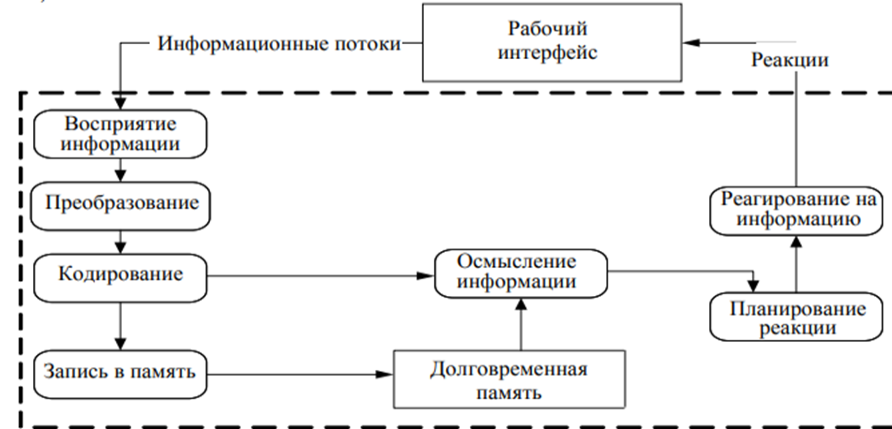 Рабочий
интерфейс
Информационные потоки
Реакции
Восприятие
информации
Преобразование
Кодирование
Запись в память
Осмысление
информации
Долговременная
память
Реагирование на
информацию
Планирование
реакции